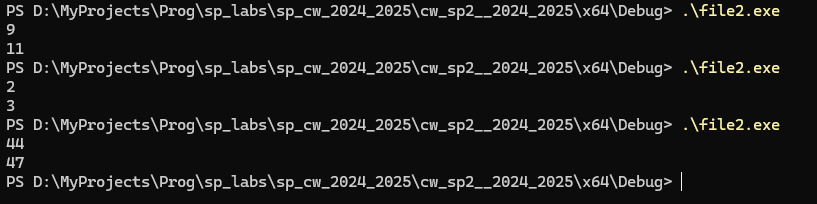 PS D:\MyProjects\Prog\sp_labs\sp_cw_2024_2025\cw_sp2__2024_2025\x64\Debug> .\file2.exe
9
11
PS D:\MyProjects\Prog\sp_labs\sp_cw_2024_2025\cw_sp2__2024_2025\x64\Debug> .\file2.exe
2
3
PS D:\MyProjects\Prog\sp_labs\sp_cw_2024_2025\cw_sp2__2024_2025\x64\Debug> .\file2.exe
44
47
PS D:\MyProjects\Prog\sp_labs\sp_cw_2024_2025\cw_sp2__2024_2025\x64\Debug>